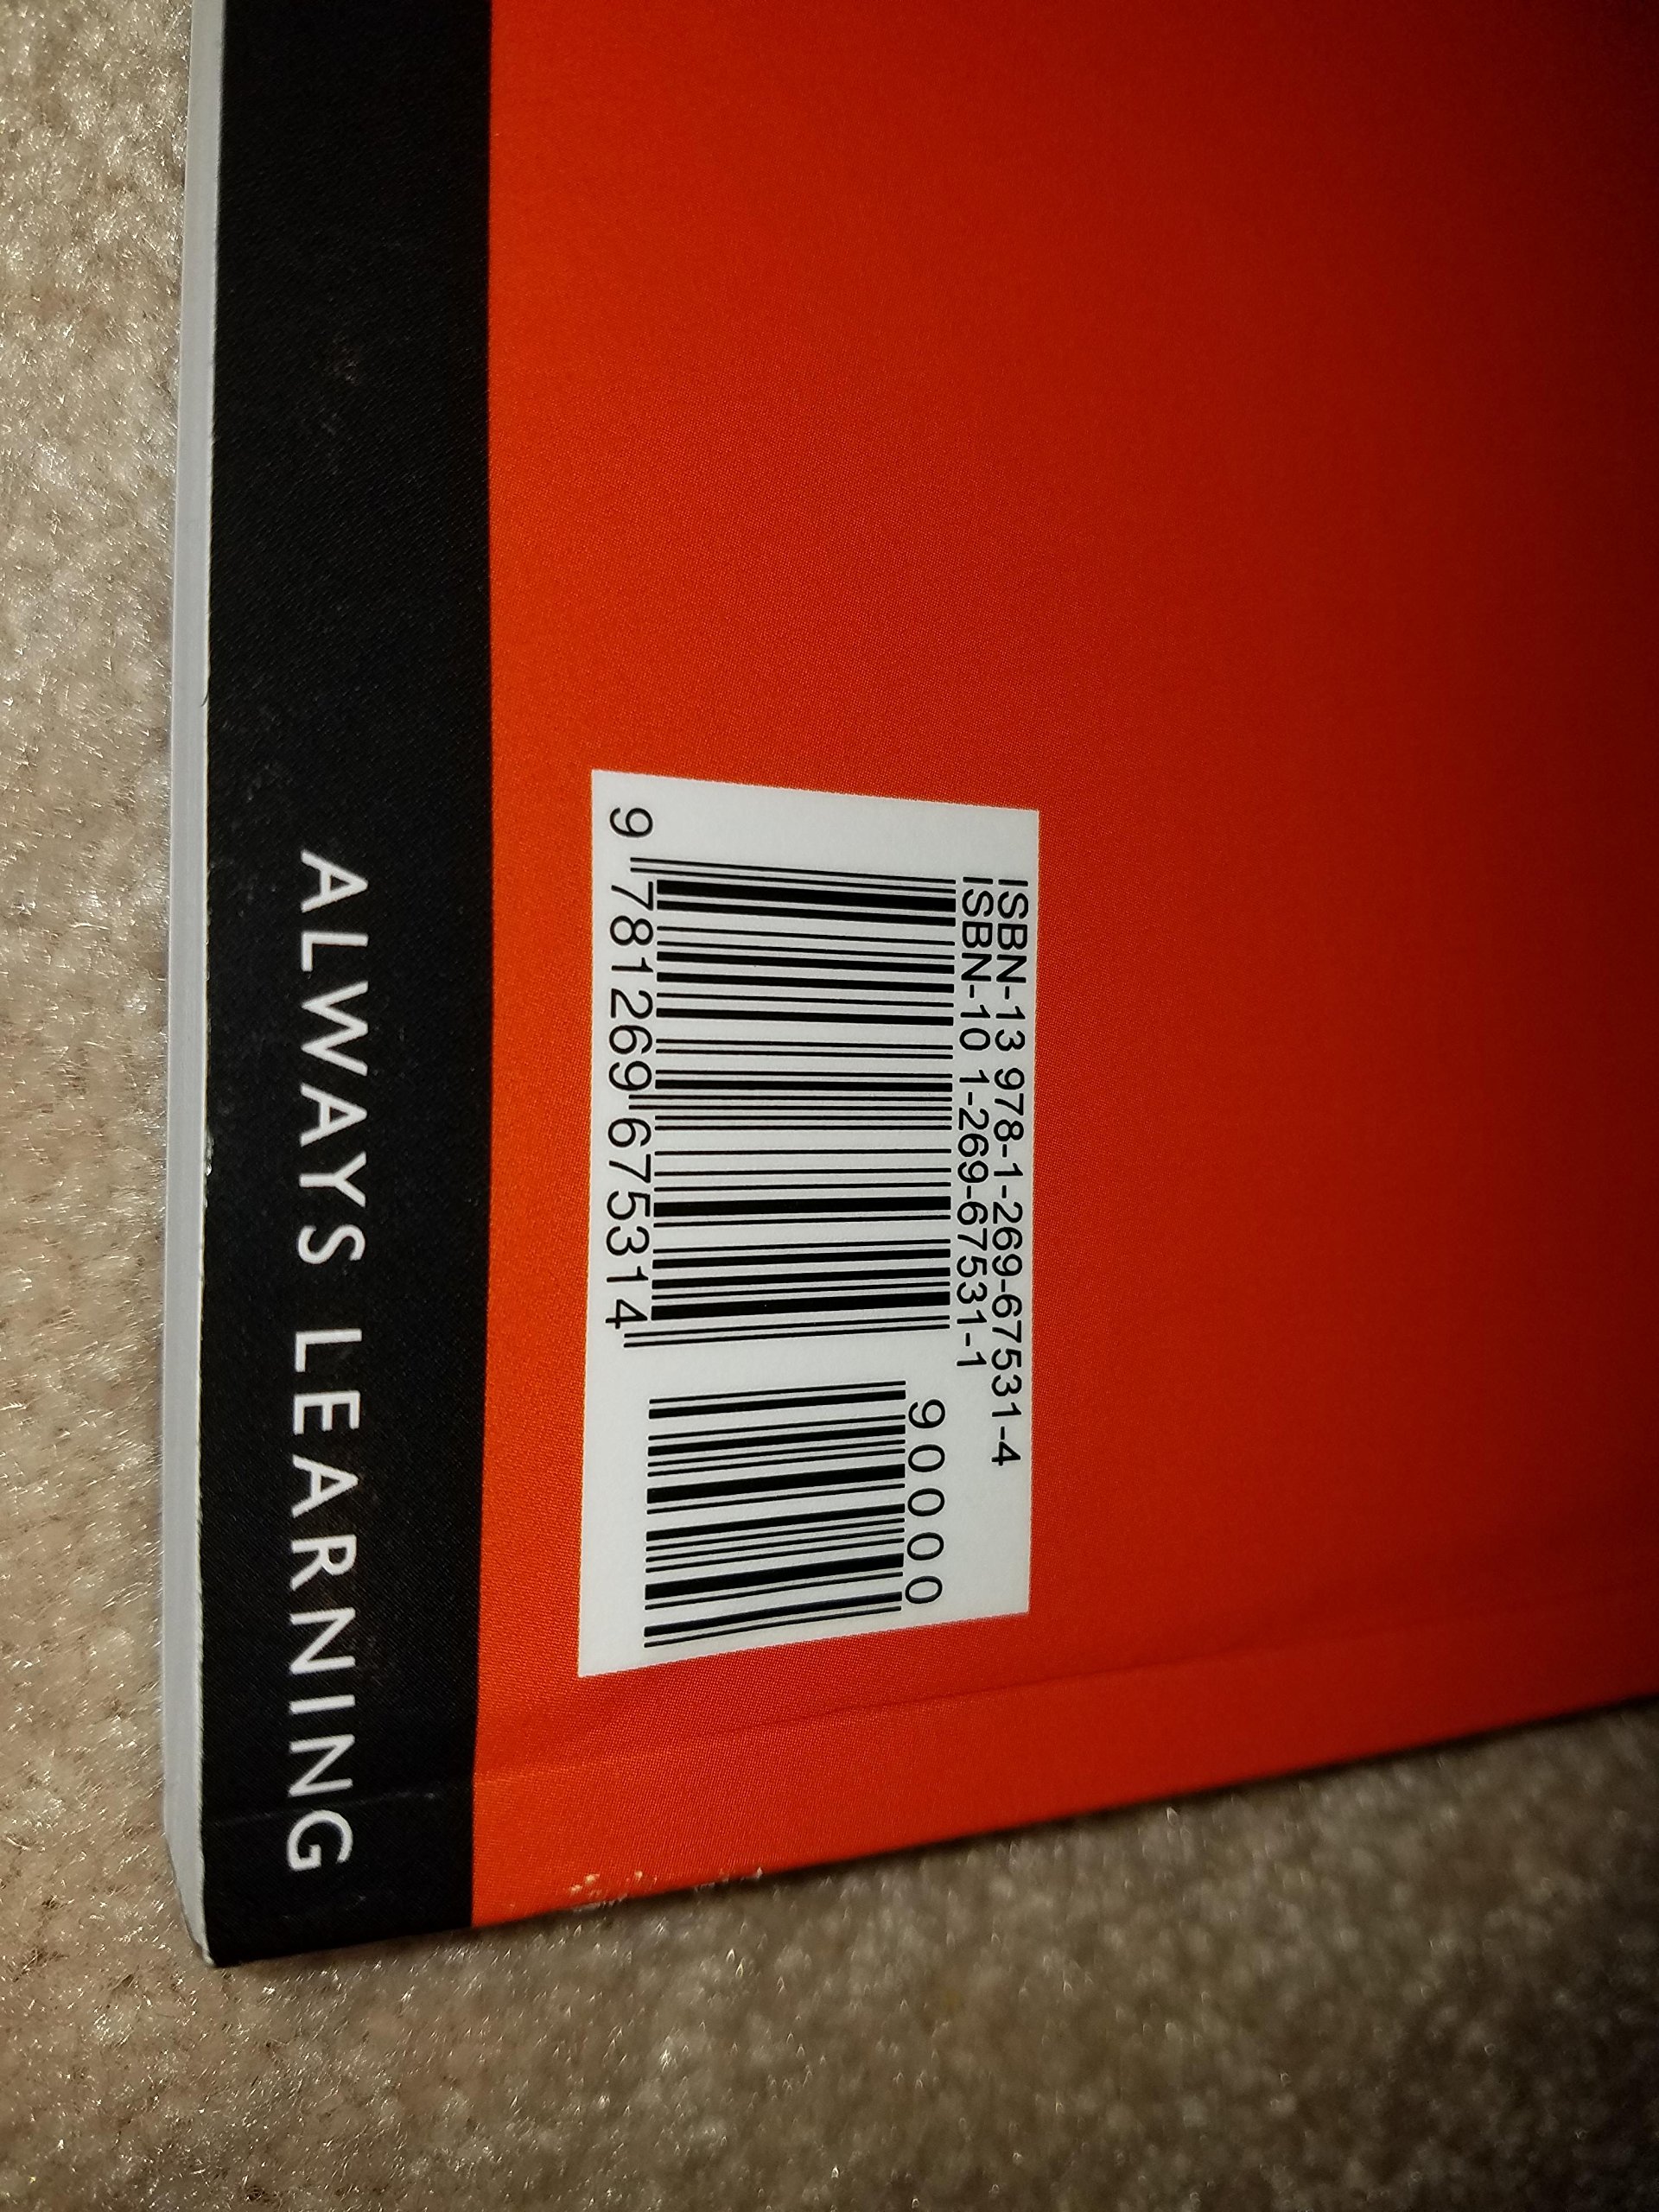 ISBN-13 978-1-269-67531-4
ISBN-10 1-269-67531-1
90000
9 781269 675314
ALWAYS LEARNING